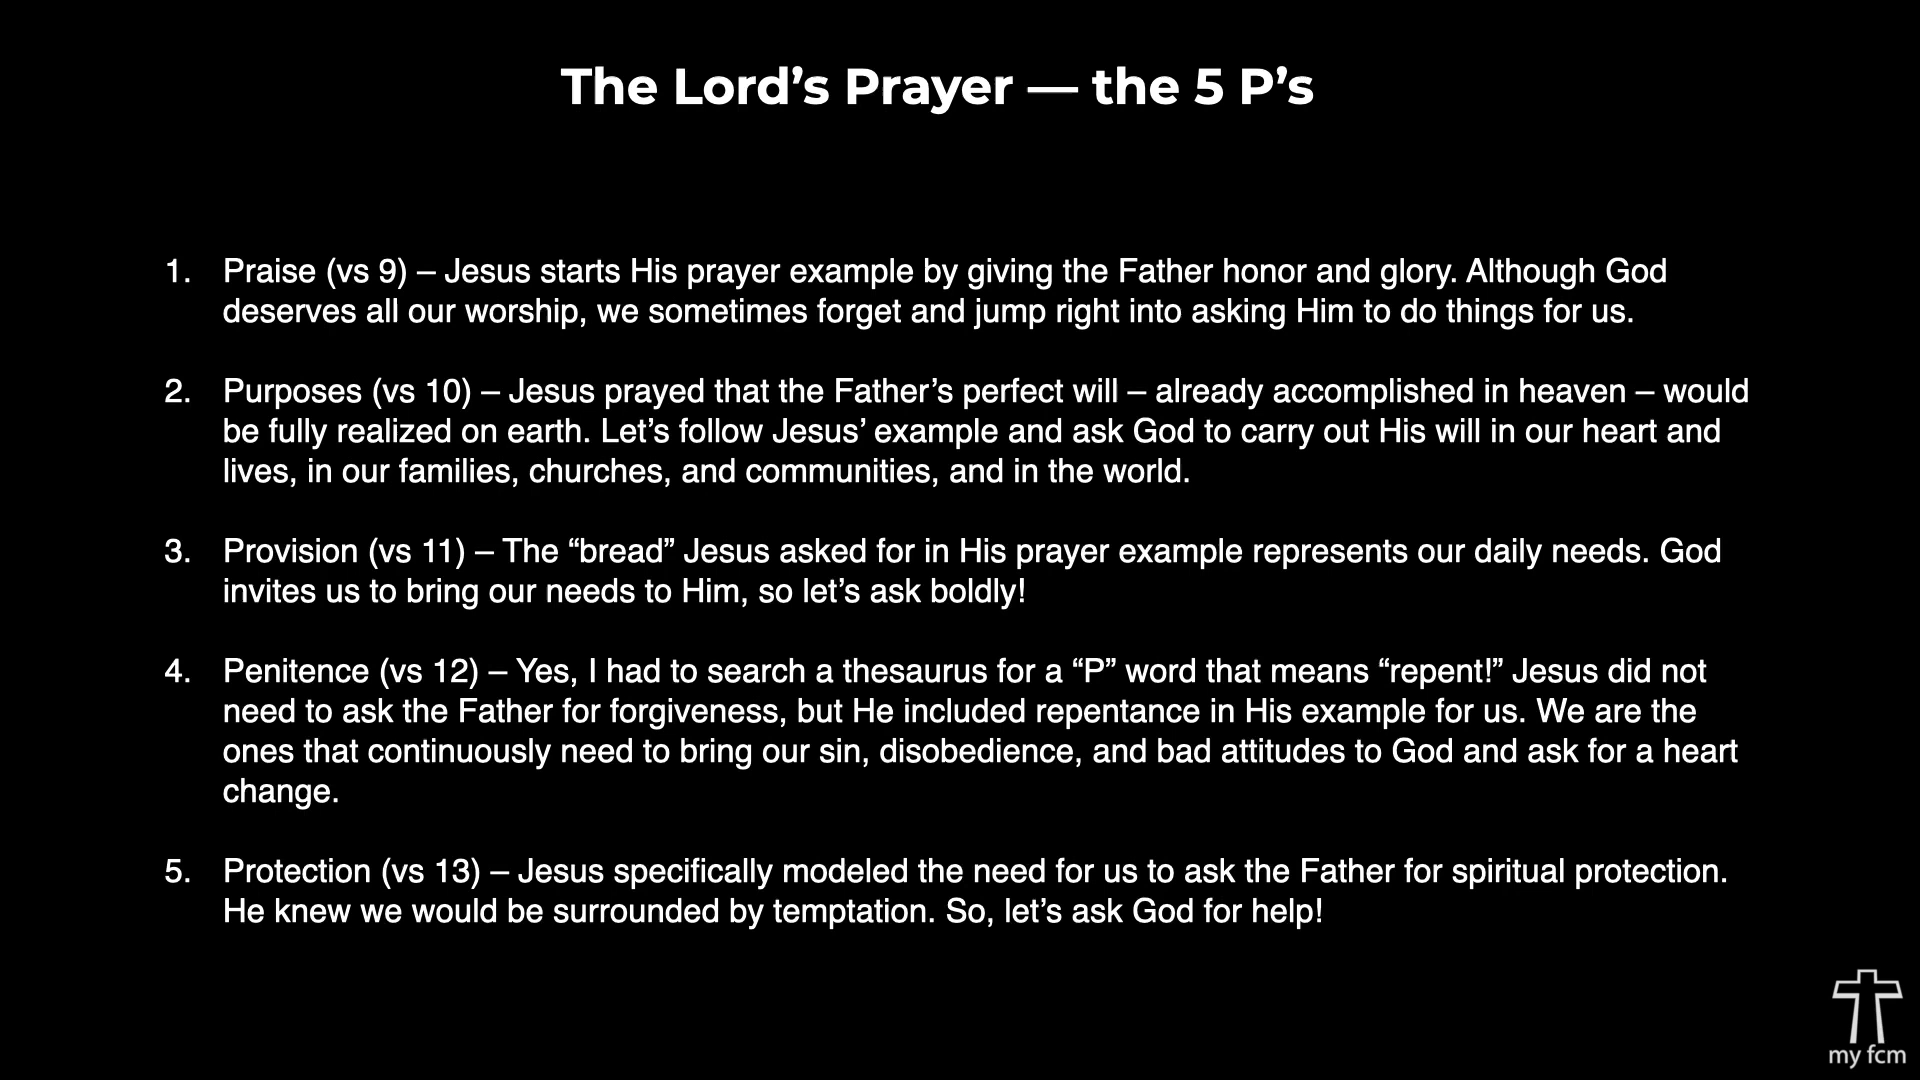 The Lord’s Prayer — the 5 P’s
1. Praise (vs 9) – Jesus starts His prayer example by giving the Father honor and glory. Although God
deserves all our worship, we sometimes forget and jump right into asking Him to do things for us.
2. Purposes (vs 10) – Jesus prayed that the Father’s perfect will – already accomplished in heaven – would
be fully realized on earth. Let’s follow Jesus’ example and ask God to carry out His will in our heart and
lives, in our families, churches, and communities, and in the world.
3. Provision (vs 11) – The “bread” Jesus asked for in His prayer example represents our daily needs. God
invites us to bring our needs to Him, so let’s ask boldly!
4. Penitence (vs 12) – Yes, I had to search a thesaurus for a “P” word that means “repent!” Jesus did not
need to ask the Father for forgiveness, but He included repentance in His example for us. We are the
ones that continuously need to bring our sin, disobedience, and bad attitudes to God and ask for a heart
change.
5. Protection (vs 13) – Jesus specifically modeled the need for us to ask the Father for spiritual protection.
He knew we would be surrounded by temptation. So, let’s ask God for help!
my fcm